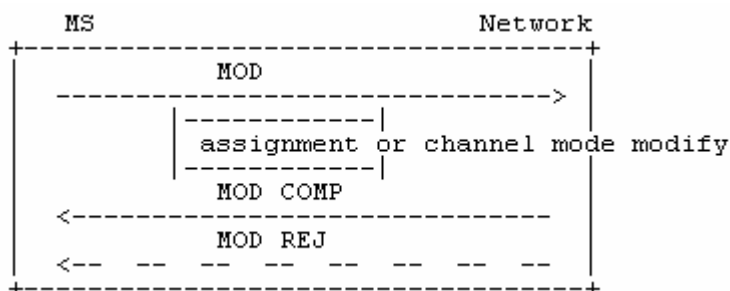 MS Network
MOD
assignment or channel mode modify
MOD COMP
MOD REJ